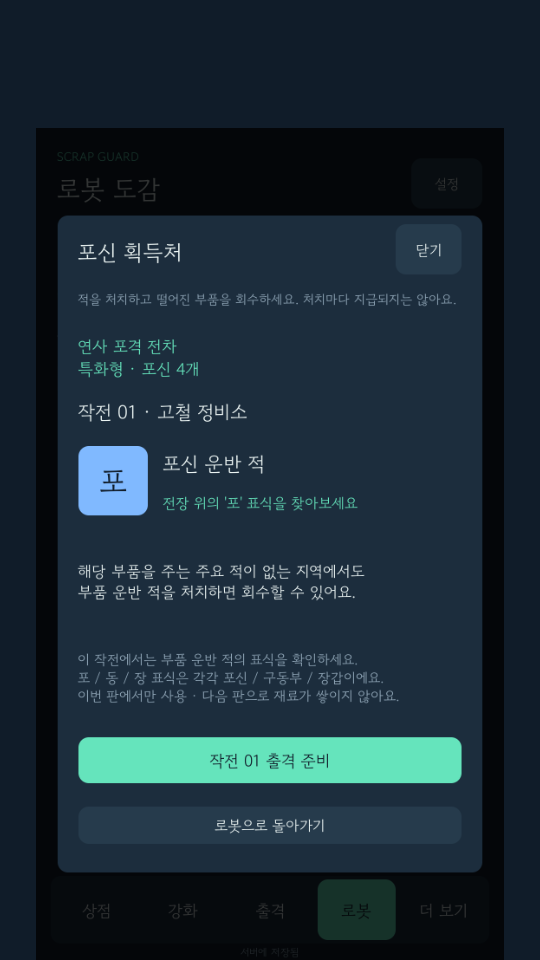 SCRAP GUARD
로봇 도감
설정
포신 획득처
닫기
적을 처치하고 떨어진 부품을 회수하세요. 처치마다 지급되지는 않아요.
연사 포격 전차
특화형 · 포신 4개
작전 01 · 고철 정비소
포
포신 운반 적
전장 위의 '포' 표식을 찾아보세요
해당 부품을 주는 주요 적이 없는 지역에서도
부품 운반 적을 처치하면 회수할 수 있어요.
이 작전에서는 부품 운반 적의 표식을 확인하세요.
포 / 동 / 장 표식은 각각 포신 / 구동부 / 장갑이에요.
이번 판에서만 사용 · 다음 판으로 재료가 쌓이지 않아요.
작전 01 출격 준비
로봇으로 돌아가기
상점
강화
출격
로봇
더 보기
서버에 저장됨